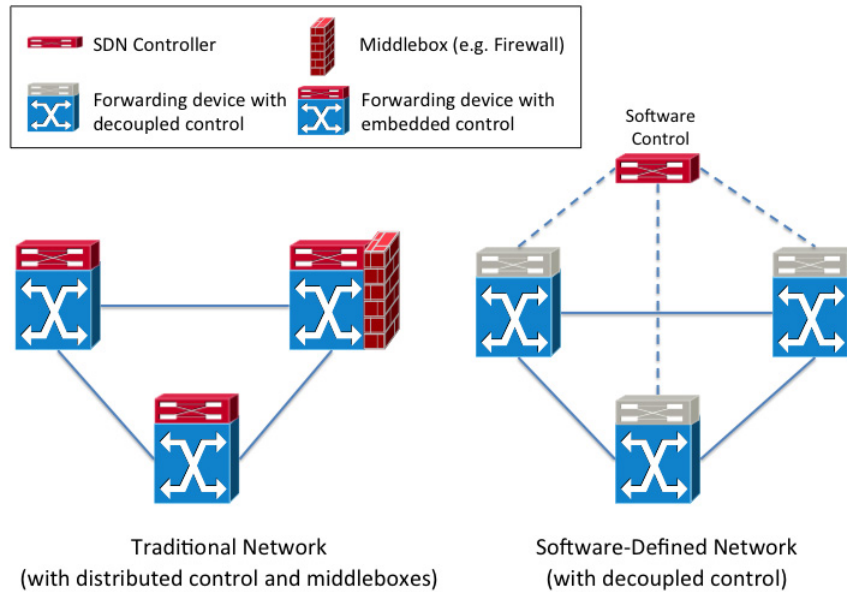 SDN Controller
Middlebox (e.g. Firewall)
Forwarding device with
decoupled control
Forwarding device with
embedded control
Software
Control
Traditional Network
(with distributed control and middleboxes)
Software-Defined Network
(with decoupled control)